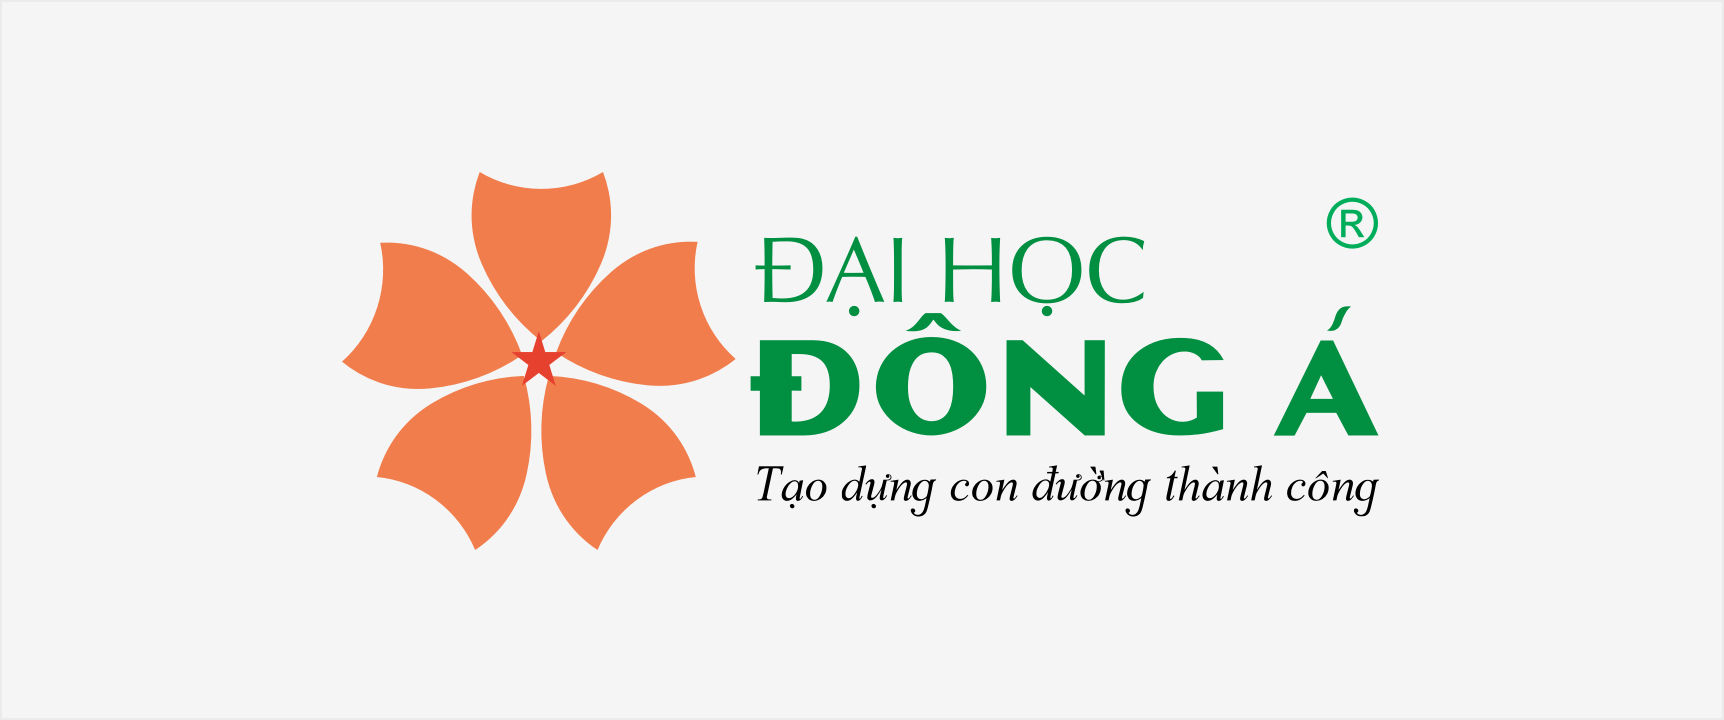 ®
ĐẠI HỌC
ĐÔNG Á
Tạo dựng con đường thành công